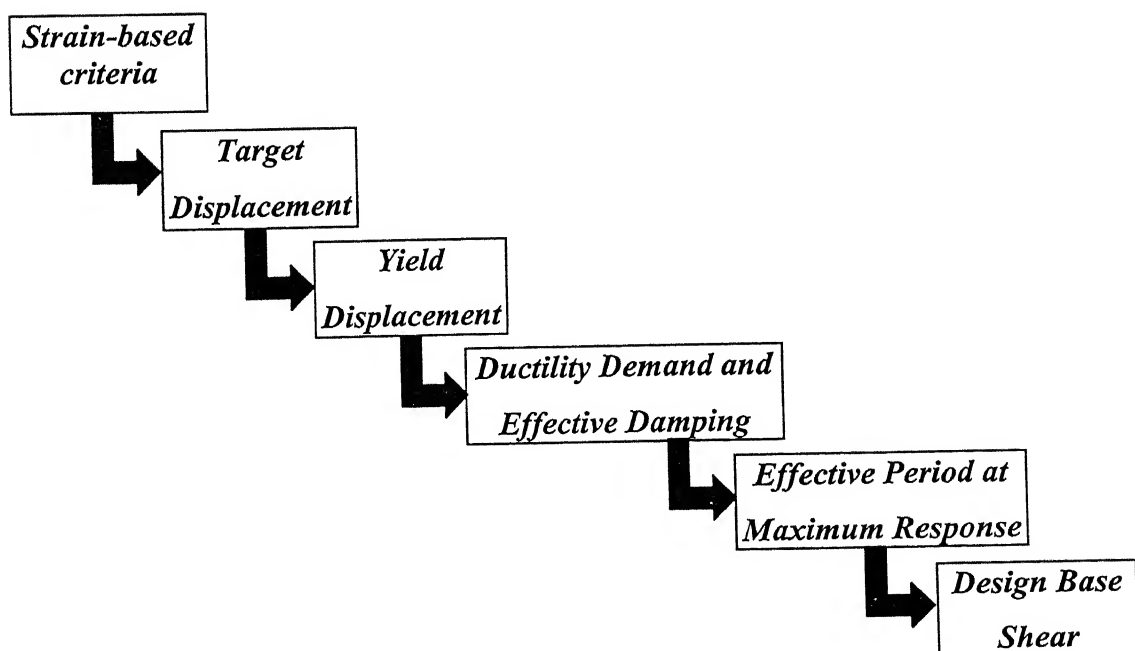 Strain-based
criteria
Target
Displacement
Yield
Displacement
Ductility Demand and
Effective Damping
Effective Period at
Maximum Response
Design Base
Shear